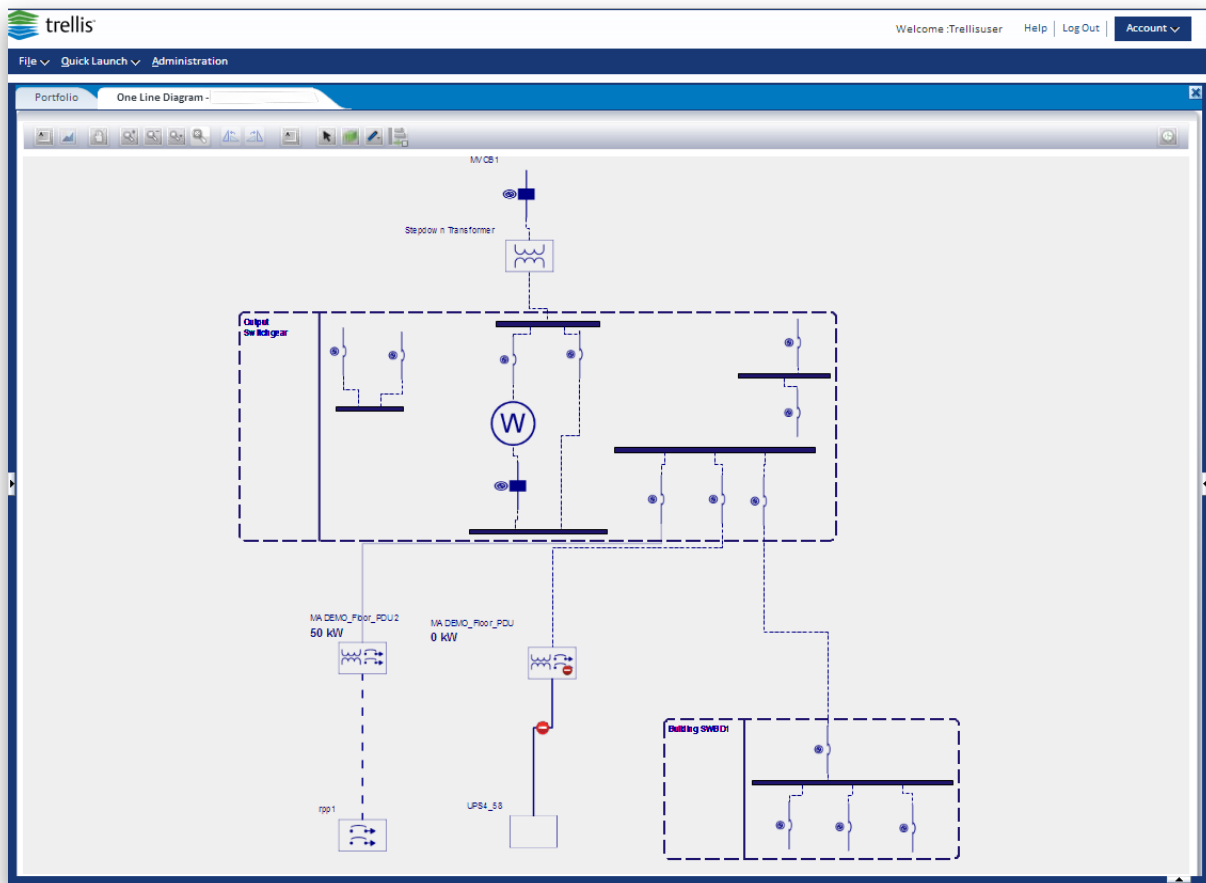 trellis
Welcome :Trellisuser Help Log Out Account
File Quick Launch Administration
Portfolio One Line Diagram -
MVCB1
Stepdow n Transformer
Output
Switchgear
W
MA DEMO_Floor_PDU2
50 kW
MA DEMO_Floor_PDU
0 kW
Building SWBD1
rpp1
UPS4_58